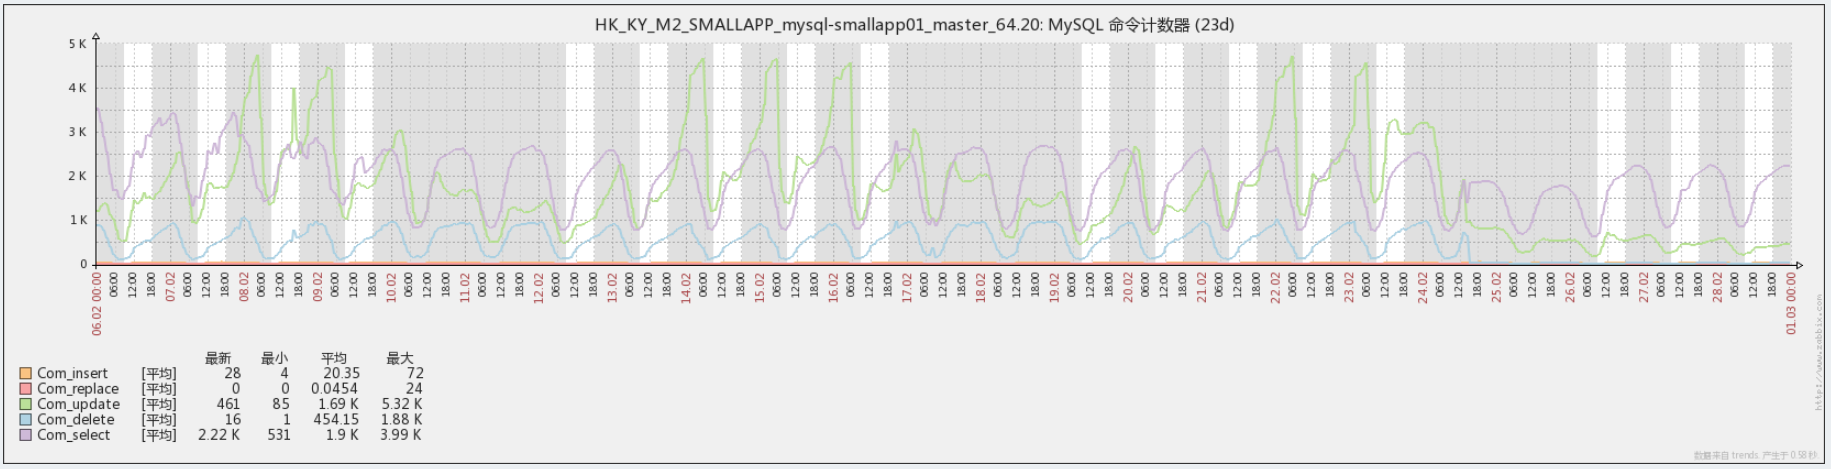 HK_KY_M2_SMALLAPP_mysql-smallapp01_master_64.20: MySQL 命令计数器 (23d)
5 K
4 K
3 K
2 K
1 K
0
06.02 00:00 06:00 12:00 18:00 07.02 06:00 12:00 18:00 08.02 06:00 12:00 18:00 09.02 06:00 12:00 18:00 10.02 06:00 12:00 18:00 11.02 06:00 12:00 18:00 12.02 06:00 12:00 18:00 13.02 06:00 12:00 18:00 14.02 06:00 12:00 18:00 15.02 06:00 12:00 18:00 16.02 06:00 12:00 18:00 17.02 06:00 12:00 18:00 18.02 06:00 12:00 18:00 19.02 06:00 12:00 18:00 20.02 06:00 12:00 18:00 21.02 06:00 12:00 18:00 22.02 06:00 12:00 18:00 23.02 06:00 12:00 18:00 24.02 06:00 12:00 18:00 25.02 06:00 12:00 18:00 26.02 06:00 12:00 18:00 27.02 06:00 12:00 18:00 28.02 06:00 12:00 18:00 01.03 00:00
最新 最小 平均 最大
Com_insert [平均] 28 4 20.35 72
Com_replace [平均] 0 0 0.0454 24
Com_update [平均] 461 85 1.69 K 5.32 K
Com_delete [平均] 16 1 454.15 1.88 K
Com_select [平均] 2.22 K 531 1.9 K 3.99 K
http://www.zabbix.com
数据来自 trends. 产生于 0.58 秒